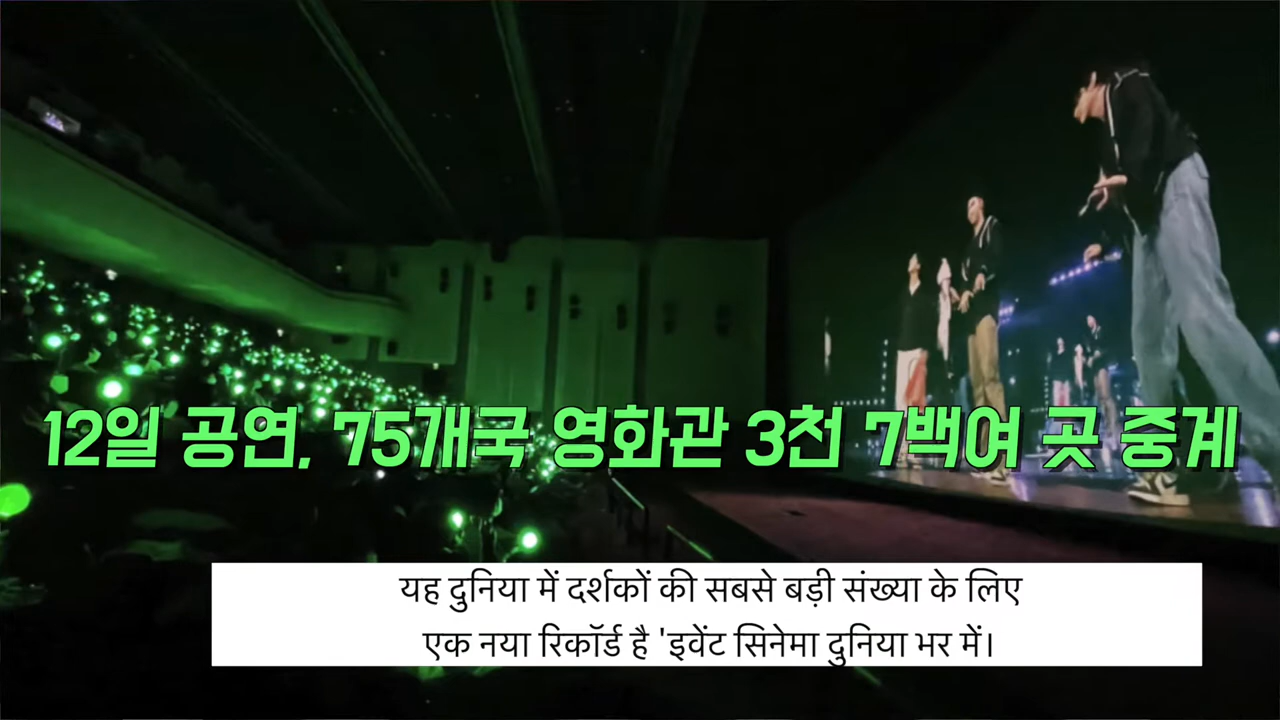 12일 공연, 75개국 영화관 3천 7백여 곳 중계
यह दुनिया में दर्शकों की सबसे बड़ी संख्या के लिए
एक नया रिकॉर्ड है 'इवेंट सिनेमा दुनिया भर में।